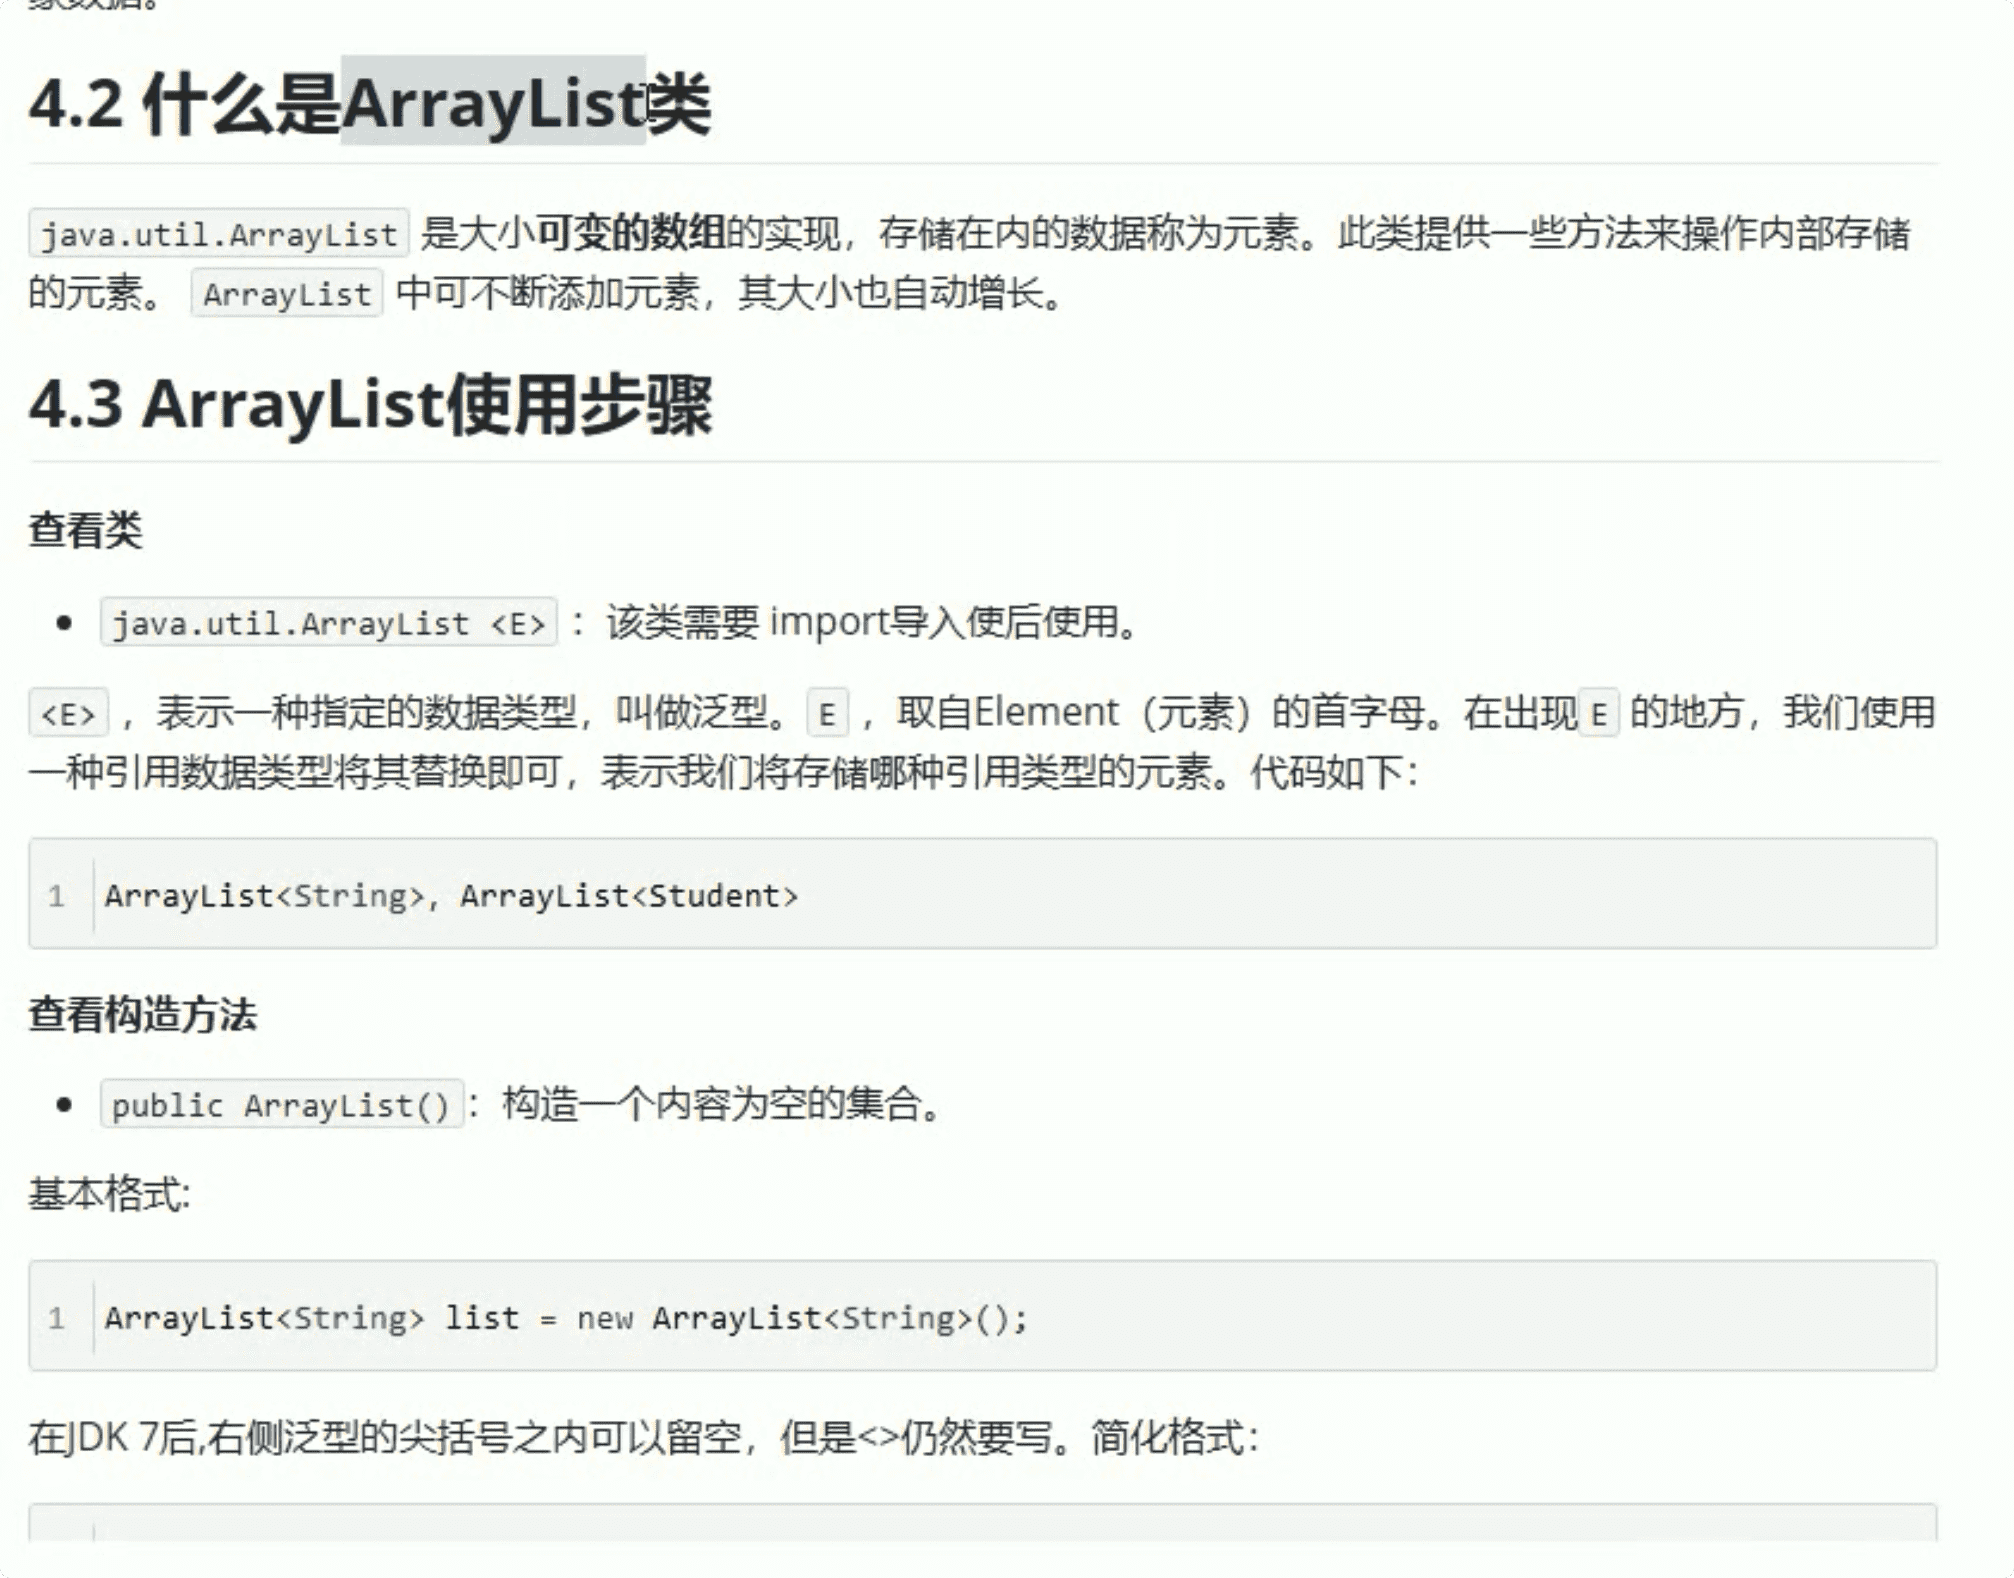 象数据。
4.2 什么是ArrayList类
java.util.ArrayList 是大小可变的数组的实现，存储在内的数据称为元素。此类提供一些方法来操作内部存储
的元素。 ArrayList 中可不断添加元素，其大小也自动增长。
4.3 ArrayList使用步骤
查看类
• java.util.ArrayList <E> ：该类需要 import导入使后使用。
<E> ，表示一种指定的数据类型，叫做泛型。 E ，取自Element（元素）的首字母。在出现 E 的地方，我们使用
一种引用数据类型将其替换即可，表示我们将存储哪种引用类型的元素。代码如下：
1 ArrayList<String>, ArrayList<Student>
查看构造方法
• public ArrayList()：构造一个内容为空的集合。
基本格式:
1 ArrayList<String> list = new ArrayList<String>();
在JDK 7后,右侧泛型的尖括号之内可以留空，但是<>仍然要写。简化格式：